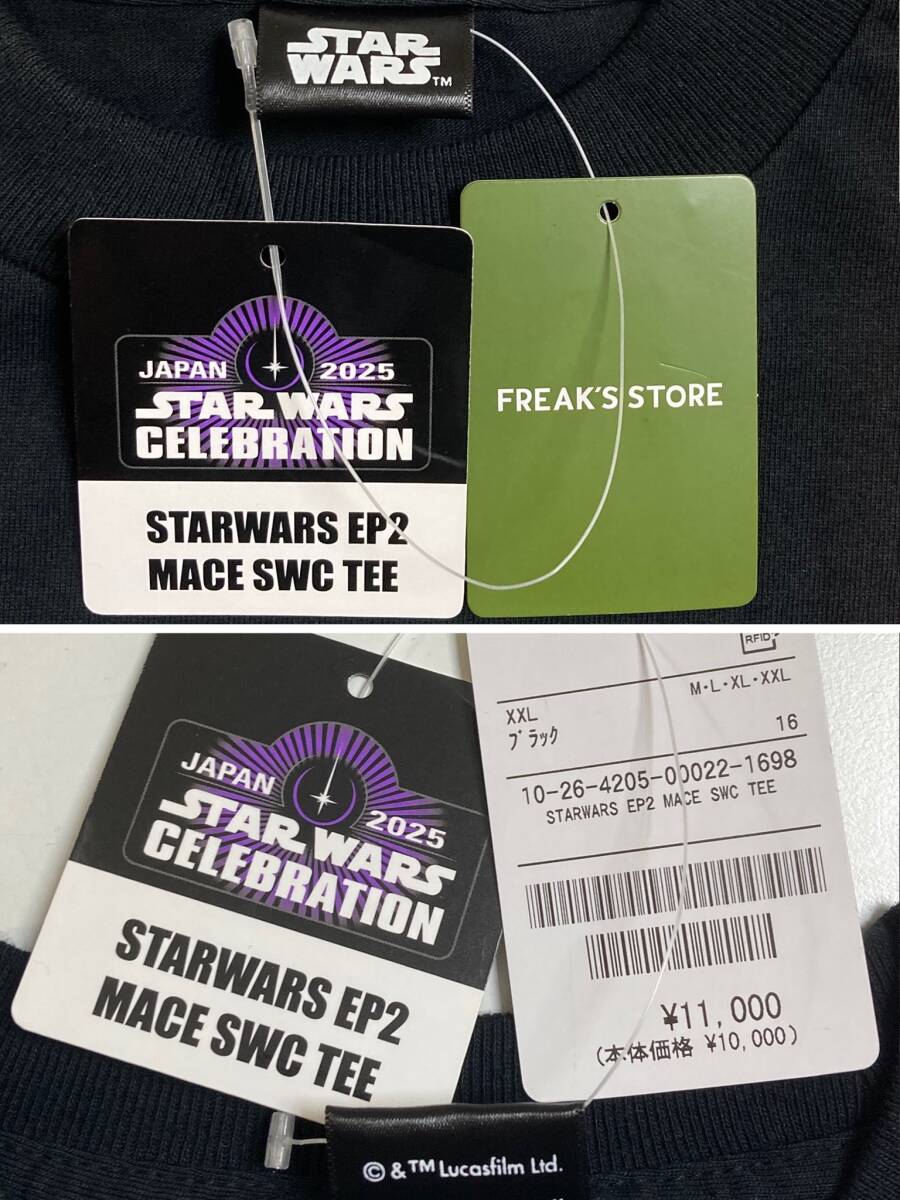 STAR
WARS™
JAPAN 2025
STAR WARS
CELEBRATION
STARWARS EP2
MACE SWC TEE
FREAK'S STORE
JAPAN 2025
STAR WARS
CELEBRATION
STARWARS EP2
MACE SWC TEE
RFID
M・L・XL・XXL
XXL
ﾌﾞﾗｯｸ 16
10-26-4205-00022-1698
STARWARS EP2 MACE SWC TEE
¥11,000
(本体価格 ¥10,000)
© &™ Lucasfilm Ltd.